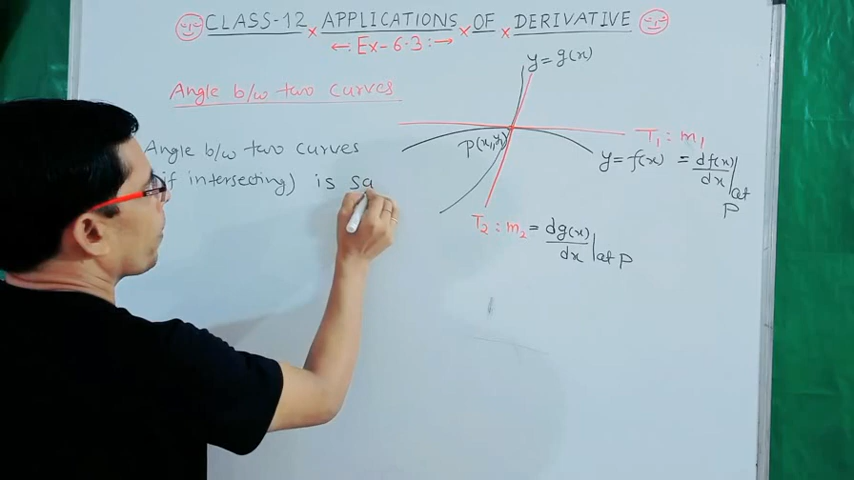 CLASS-12 × APPLICATIONS × OF × DERIVATIVE
←: Ex-6.3:→
y=g(x)
Angle b/w two curves
T₁ : m₁
P(x₁,y₁)
Angle b/w two curves
y=f(x) = df(x)/dx | at P
(if intersecting) is sa
T₂ : m₂ = dg(x)/dx | at P